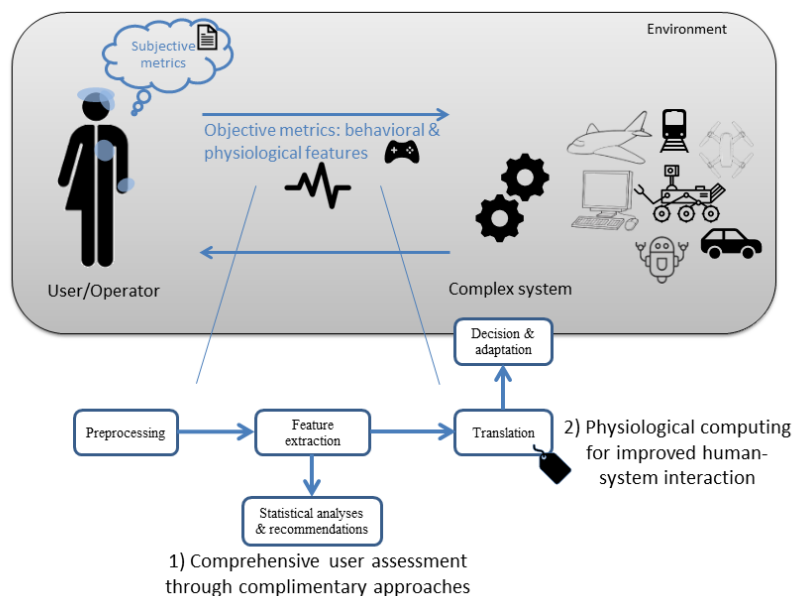 Environment
Subjective
metrics
Objective metrics: behavioral &
physiological features
User/Operator
Complex system
Decision &
adaptation
Preprocessing
Feature
extraction
Translation
2) Physiological computing
for improved human-
system interaction
Statistical analyses
& recommendations
1) Comprehensive user assessment
through complimentary approaches